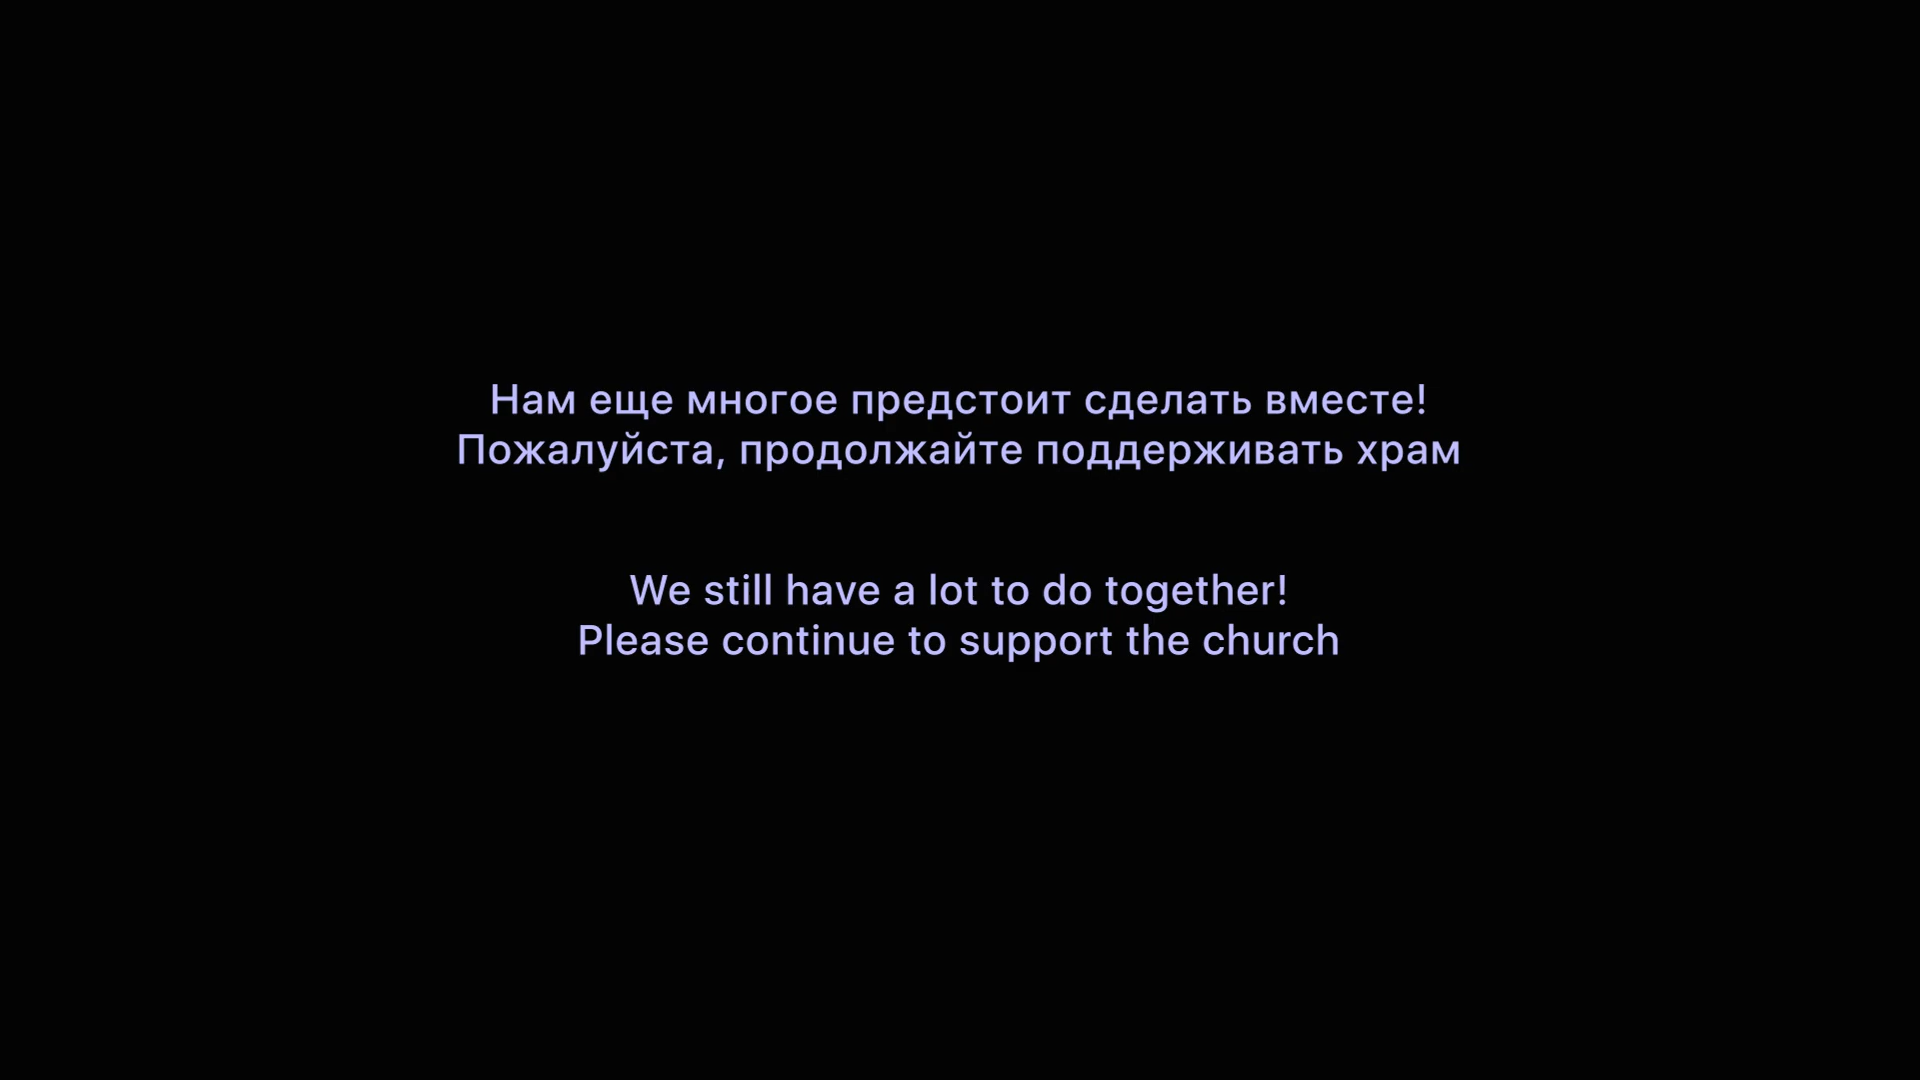 Нам еще многое предстоит сделать вместе!
Пожалуйста, продолжайте поддерживать храм
We still have a lot to do together!
Please continue to support the church